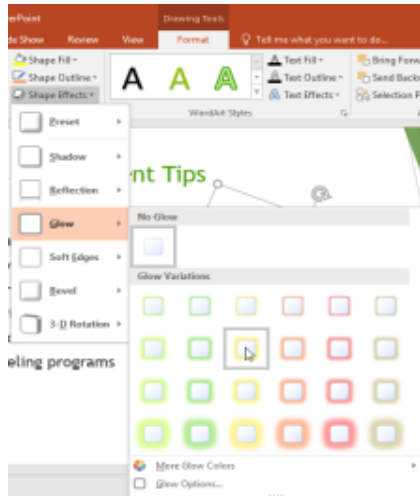 erPoint
Drawing Tools
de Show Review View Format Tell me what you want to do...
Shape Fill
Shape Outline
Shape Effects
A A A
Text Fill
Text Outline
Text Effects
Bring Forw
Send Back
Selection P
WordArt Styles
Preset
Shadow
Reflection
Glow
Soft Edges
Bevel
3-D Rotation
nt Tips
No Glow
Glow Variations
eling programs
More Glow Colors
Glow Options...